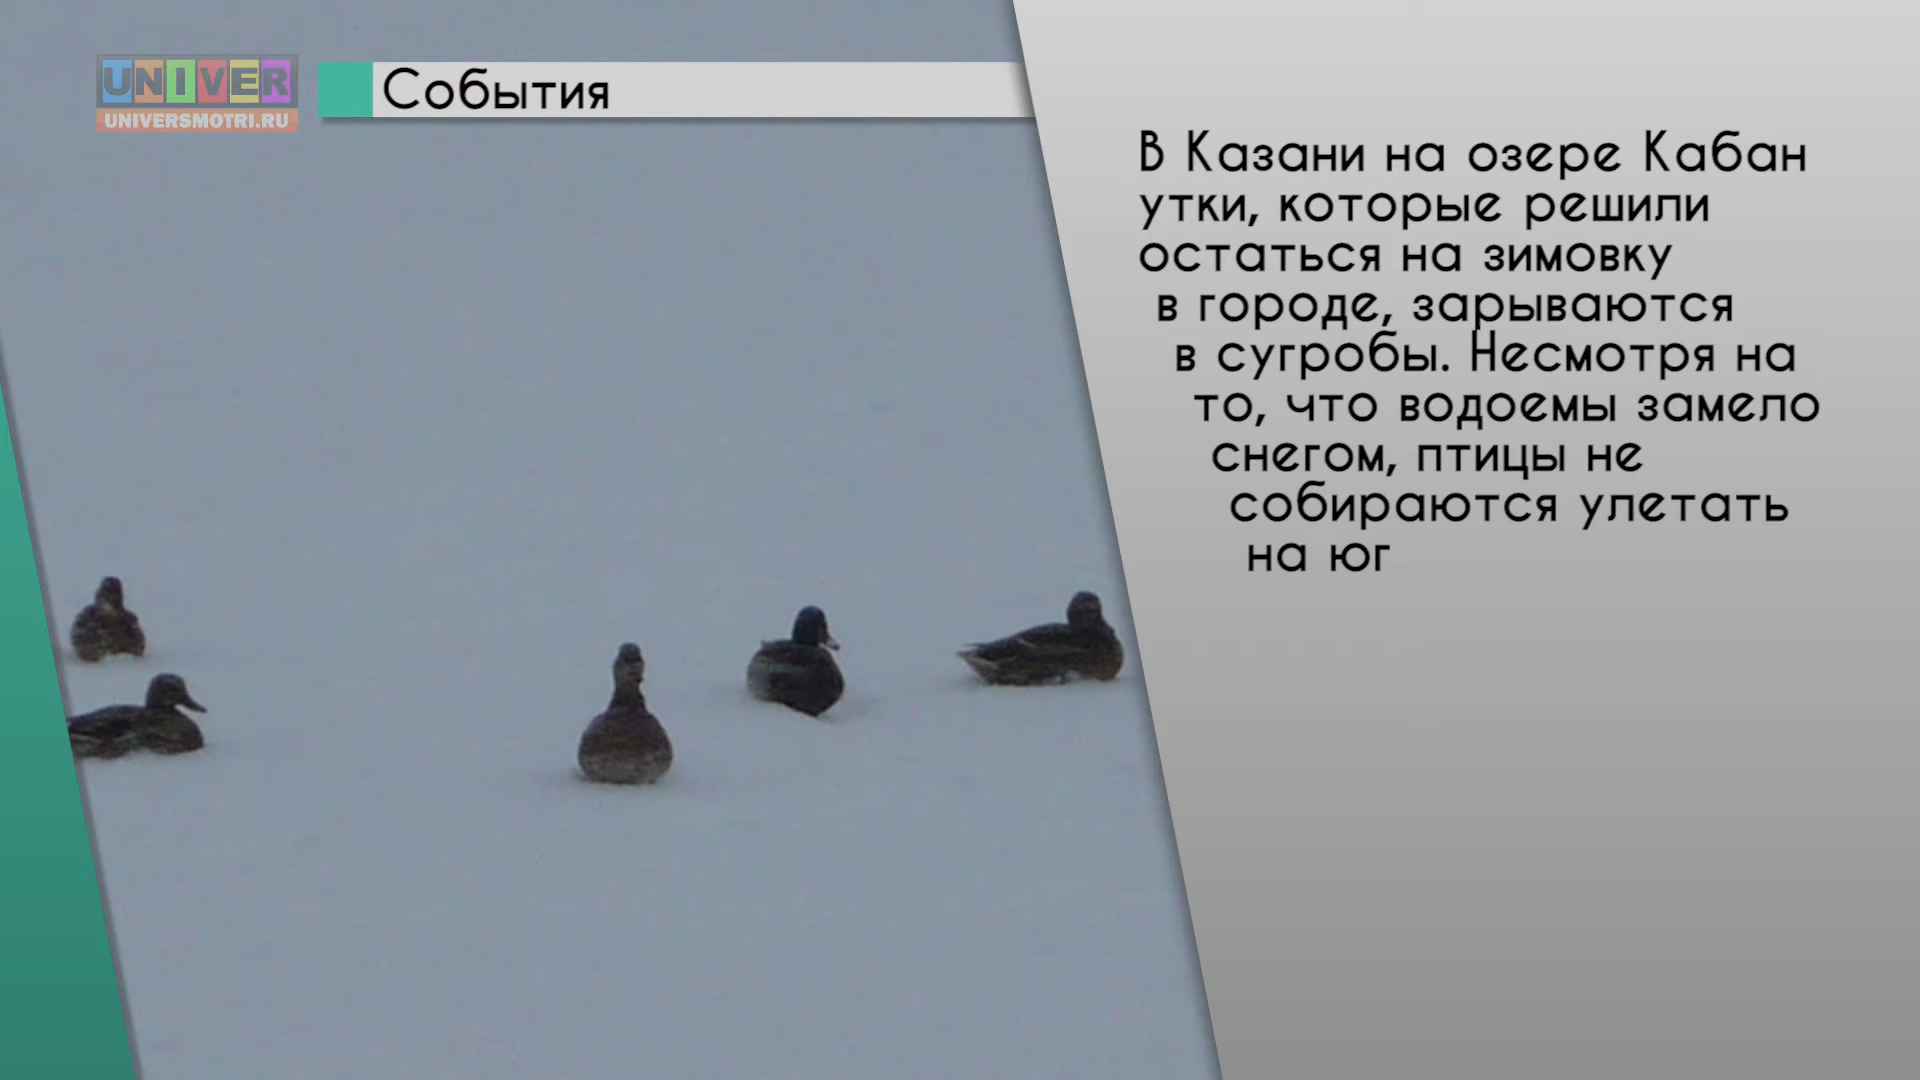 UNIVER
UNIVERSMOTRI.RU
События
В Казани на озере Кабан
утки, которые решили
остаться на зимовку
в городе, зарываются
в сугробы. Несмотря на
то, что водоемы замело
снегом, птицы не
собираются улетать
на юг